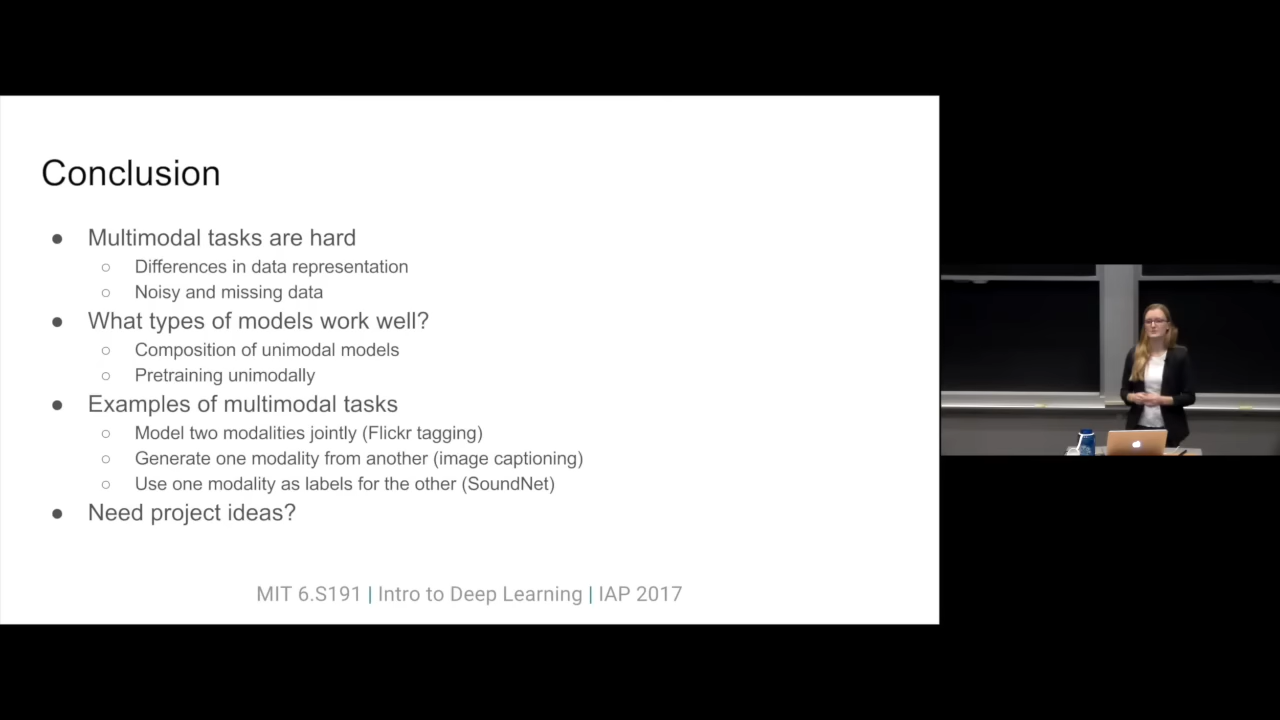 Conclusion
● Multimodal tasks are hard
○ Differences in data representation
○ Noisy and missing data
● What types of models work well?
○ Composition of unimodal models
○ Pretraining unimodally
● Examples of multimodal tasks
○ Model two modalities jointly (Flickr tagging)
○ Generate one modality from another (image captioning)
○ Use one modality as labels for the other (SoundNet)
● Need project ideas?
MIT 6.S191 | Intro to Deep Learning | IAP 2017